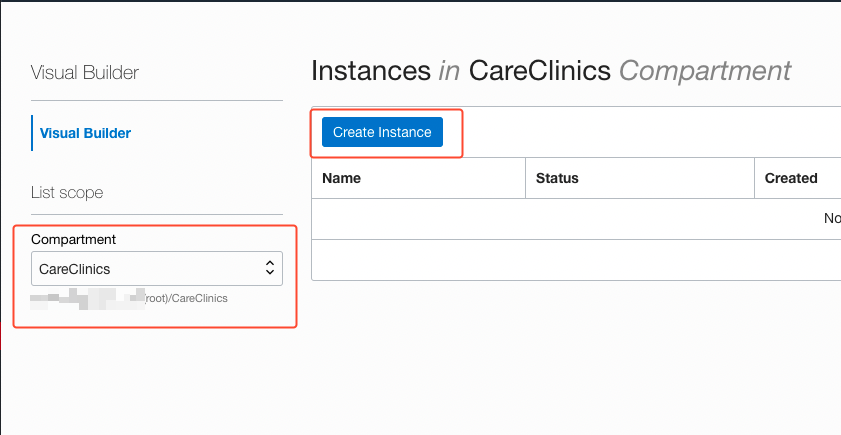 Visual Builder
Visual Builder
List scope
Compartment
CareClinics
root)/CareClinics
Instances in CareClinics Compartment
Create Instance
Name Status Created
No